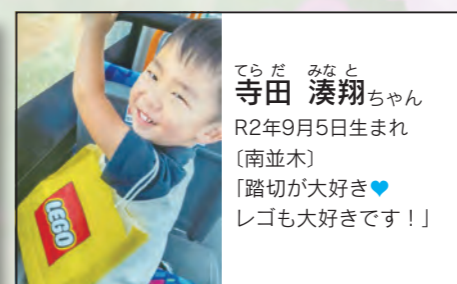 LEGO
てらだ みなと
寺田 湊翔ちゃん
R2年9月5日生まれ
〔南並木〕
「踏切が大好き♥
レゴも大好きです！」